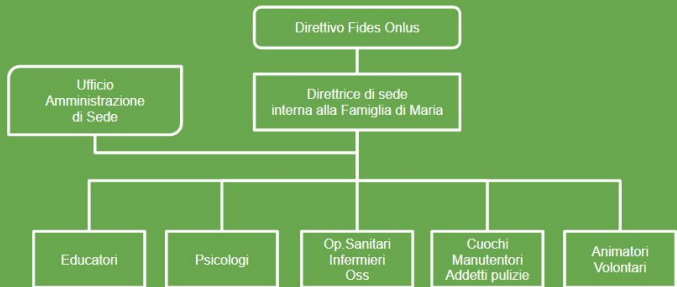 Direttivo Fides Onlus
Ufficio
Amministrazione
di Sede
Direttrice di sede
interna alla Famiglia di Maria
Educatori
Psicologi
Op.Sanitari
Infermieri
Oss
Cuochi
Manutentori
Addetti pulizie
Animatori
Volontari